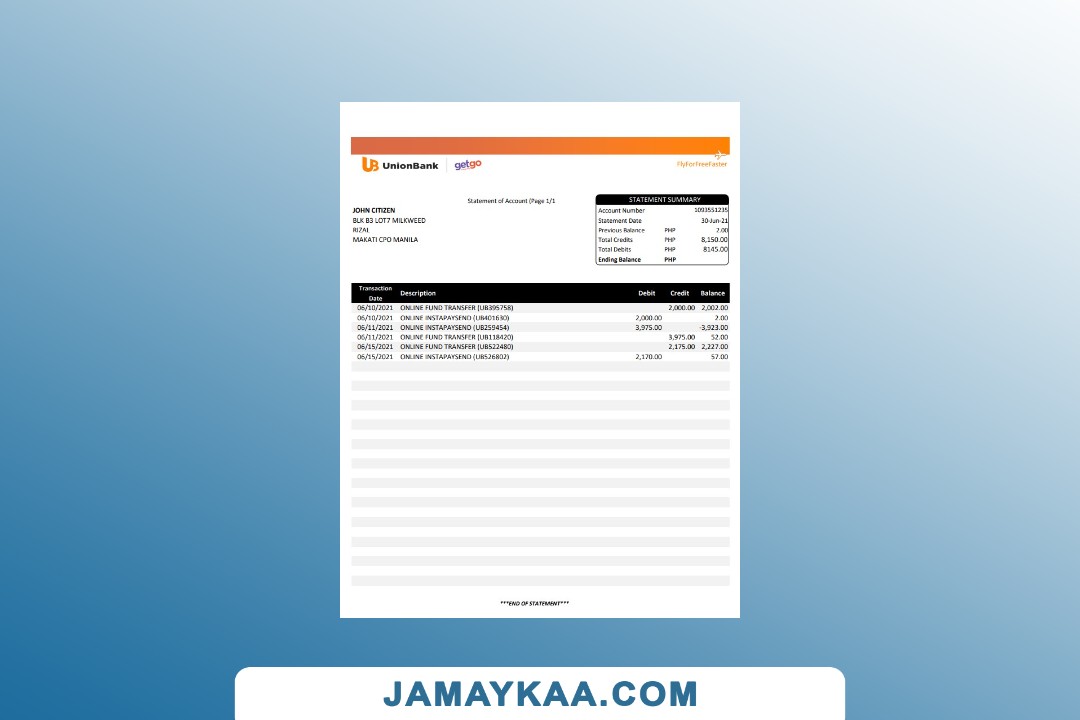 UnionBank getgo
FlyForFreeFaster
Statement of Account (Page 1/1
JOHN CITIZEN
BLK B3 LOT7 MILKWEED
RIZAL
MAKATI CPO MANILA
STATEMENT SUMMARY
Account Number 1093551235
Statement Date 30-Jun-21
Previous Balance PHP 2.00
Total Credits PHP 8,150.00
Total Debits PHP 8145.00
Ending Balance PHP
Transaction Date Description Debit Credit Balance
06/10/2021 ONLINE FUND TRANSFER (UB395758) 2,000.00 2,002.00
06/10/2021 ONLINE INSTAPAYSEND (UB401630) 2,000.00 2.00
06/11/2021 ONLINE INSTAPAYSEND (UB259454) 3,975.00 -3,923.00
06/11/2021 ONLINE FUND TRANSFER (UB118420) 3,975.00 52.00
06/15/2021 ONLINE FUND TRANSFER (UB522480) 2,175.00 2,227.00
06/15/2021 ONLINE INSTAPAYSEND (UB526802) 2,170.00 57.00
***END OF STATEMENT***
JAMAYKAA.COM